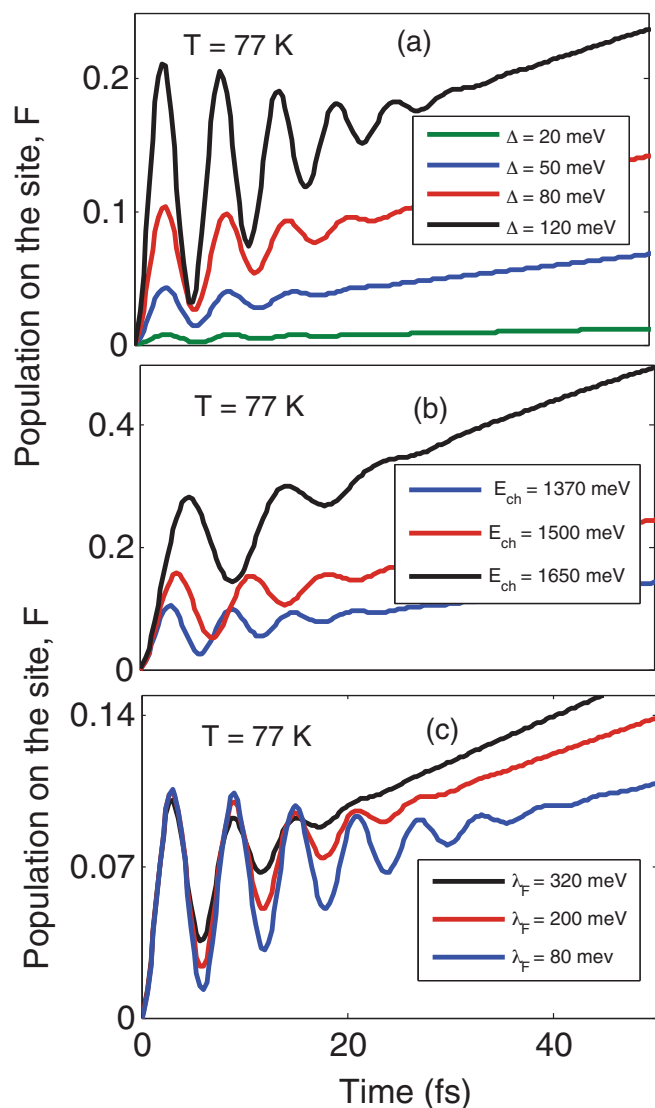 T = 77 K
(a)
0.2
0.1
0
Δ = 20 meV
Δ = 50 meV
Δ = 80 meV
Δ = 120 meV
Population on the site, F
T = 77 K
(b)
0.4
0.2
0
E_ch = 1370 meV
E_ch = 1500 meV
E_ch = 1650 meV
T = 77 K
(c)
0.14
0.07
0
λ_F = 320 meV
λ_F = 200 meV
λ_F = 80 mev
Population on the site, F
0 20 40
Time (fs)